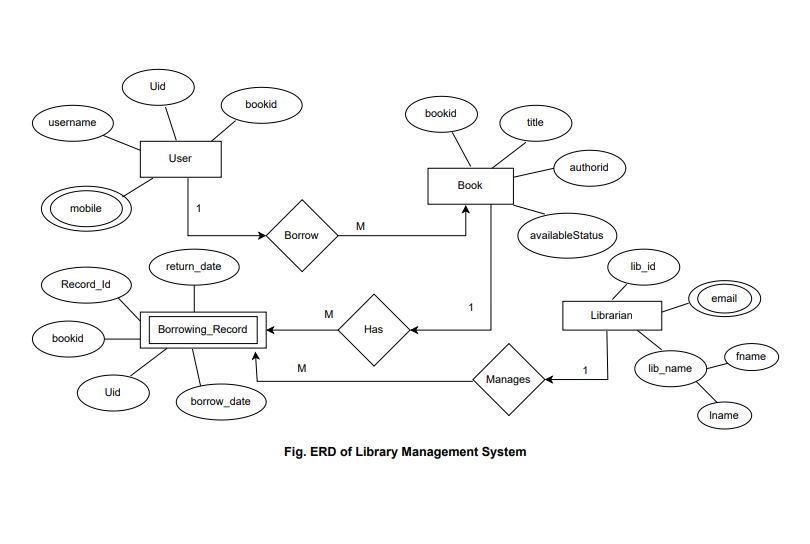 Uid
bookid
username
User
mobile
1
Borrow
M
bookid
title
authorid
Book
availableStatus
return_date
Record_Id
Borrowing_Record
bookid
Uid
borrow_date
M
Has
1
lib_id
email
Librarian
lib_name
fname
lname
M
Manages
1
Fig. ERD of Library Management System